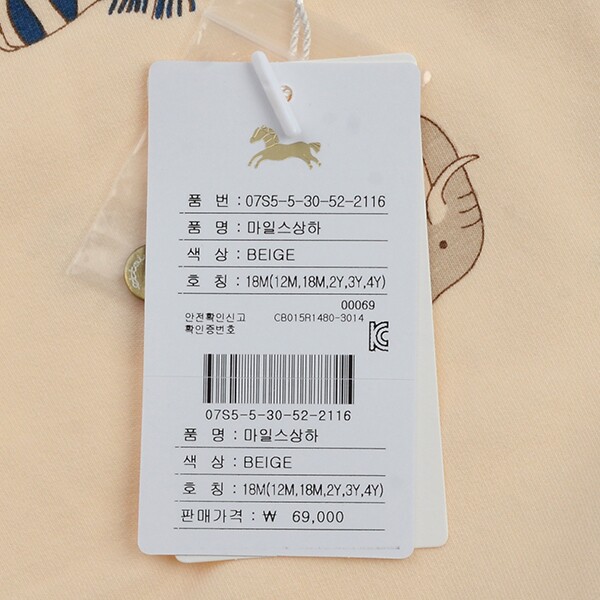 품 번 : 07S5-5-30-52-2116
품 명 : 마일스상하
색 상 : BEIGE
호 칭 : 18M(12M,18M,2Y,3Y,4Y)
00069
안전확인신고 CB015R1480-3014
확인증번호
07S5-5-30-52-2116
품 명 : 마일스상하
색 상 : BEIGE
호 칭 : 18M(12M,18M,2Y,3Y,4Y)
판매가격 : ₩ 69,000